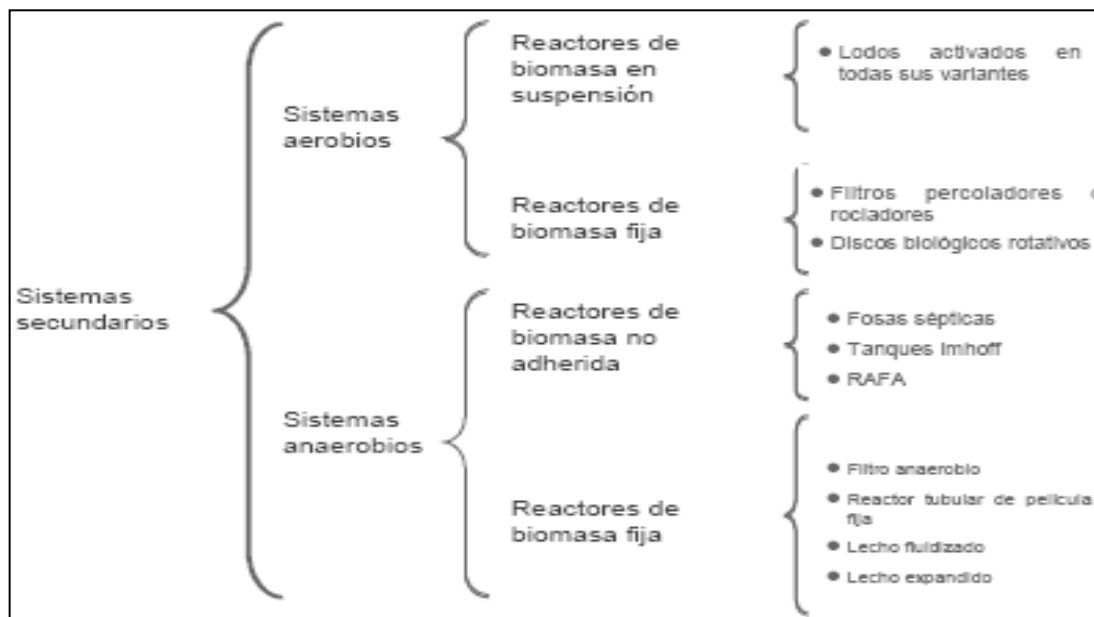 Sistemas
secundarios
Sistemas
aerobios
Reactores de
biomasa en
suspensión
Lodos activados en
todas sus variantes
Reactores de
biomasa fija
Filtros percoladores
rociadores
Discos biológicos rotativos
Sistemas
anaerobios
Reactores de
biomasa no
adherida
Fosas sépticas
Tanques Imhoff
RAFA
Reactores de
biomasa fija
Filtro anaerobio
Reactor tubular de película
fija
Lecho fluidizado
Lecho expandido